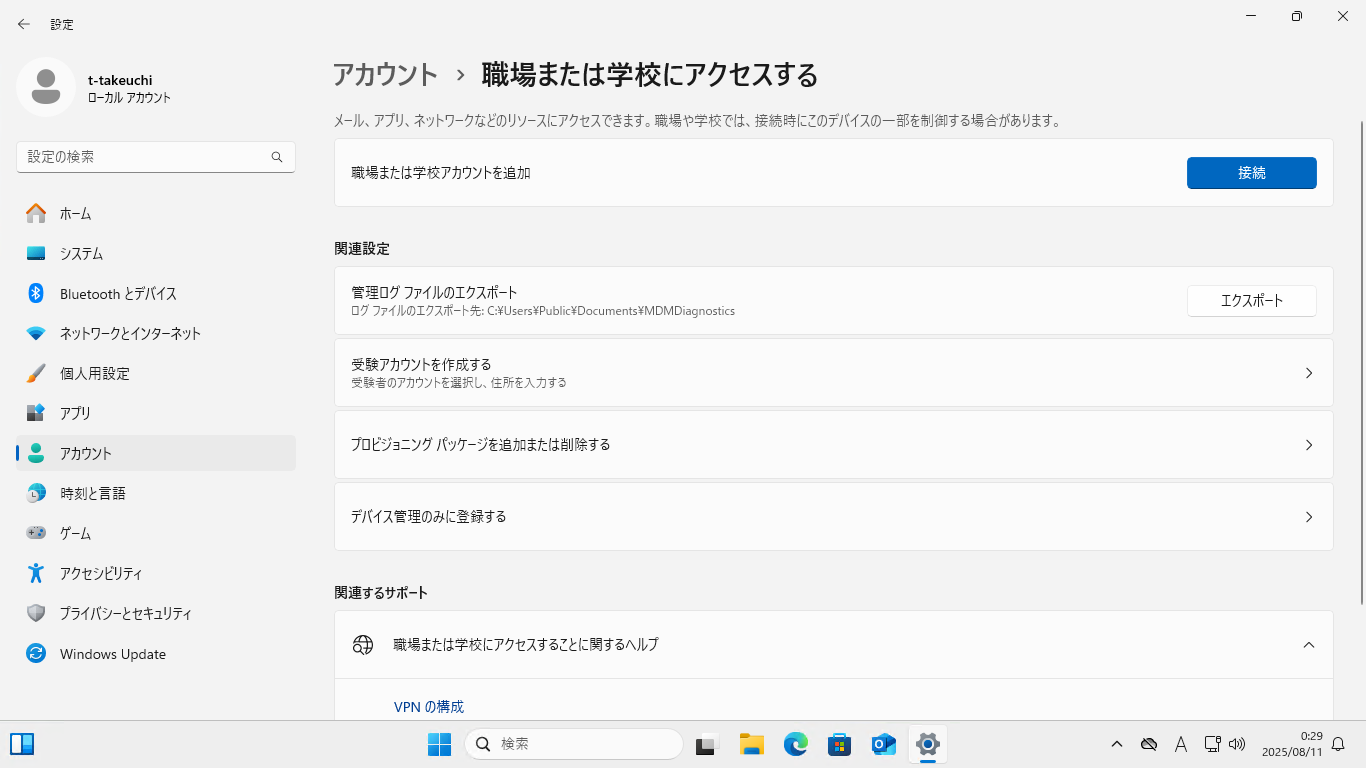 設定
t-takeuchi
ローカル アカウント
設定の検索
ホーム
システム
Bluetooth とデバイス
ネットワークとインターネット
個人用設定
アプリ
アカウント
時刻と言語
ゲーム
アクセシビリティ
プライバシーとセキュリティ
Windows Update
アカウント › 職場または学校にアクセスする
メール、アプリ、ネットワークなどのリソースにアクセスできます。職場や学校では、接続時にこのデバイスの一部を制御する場合があります。
職場または学校アカウントを追加
接続
関連設定
管理ログ ファイルのエクスポート
ログ ファイルのエクスポート先: C:¥Users¥Public¥Documents¥MDMDiagnostics
エクスポート
受験アカウントを作成する
受験者のアカウントを選択し、住所を入力する
プロビジョニング パッケージを追加または削除する
デバイス管理のみに登録する
関連するサポート
職場または学校にアクセスすることに関するヘルプ
VPN の構成
検索
A
0:29
2025/08/11